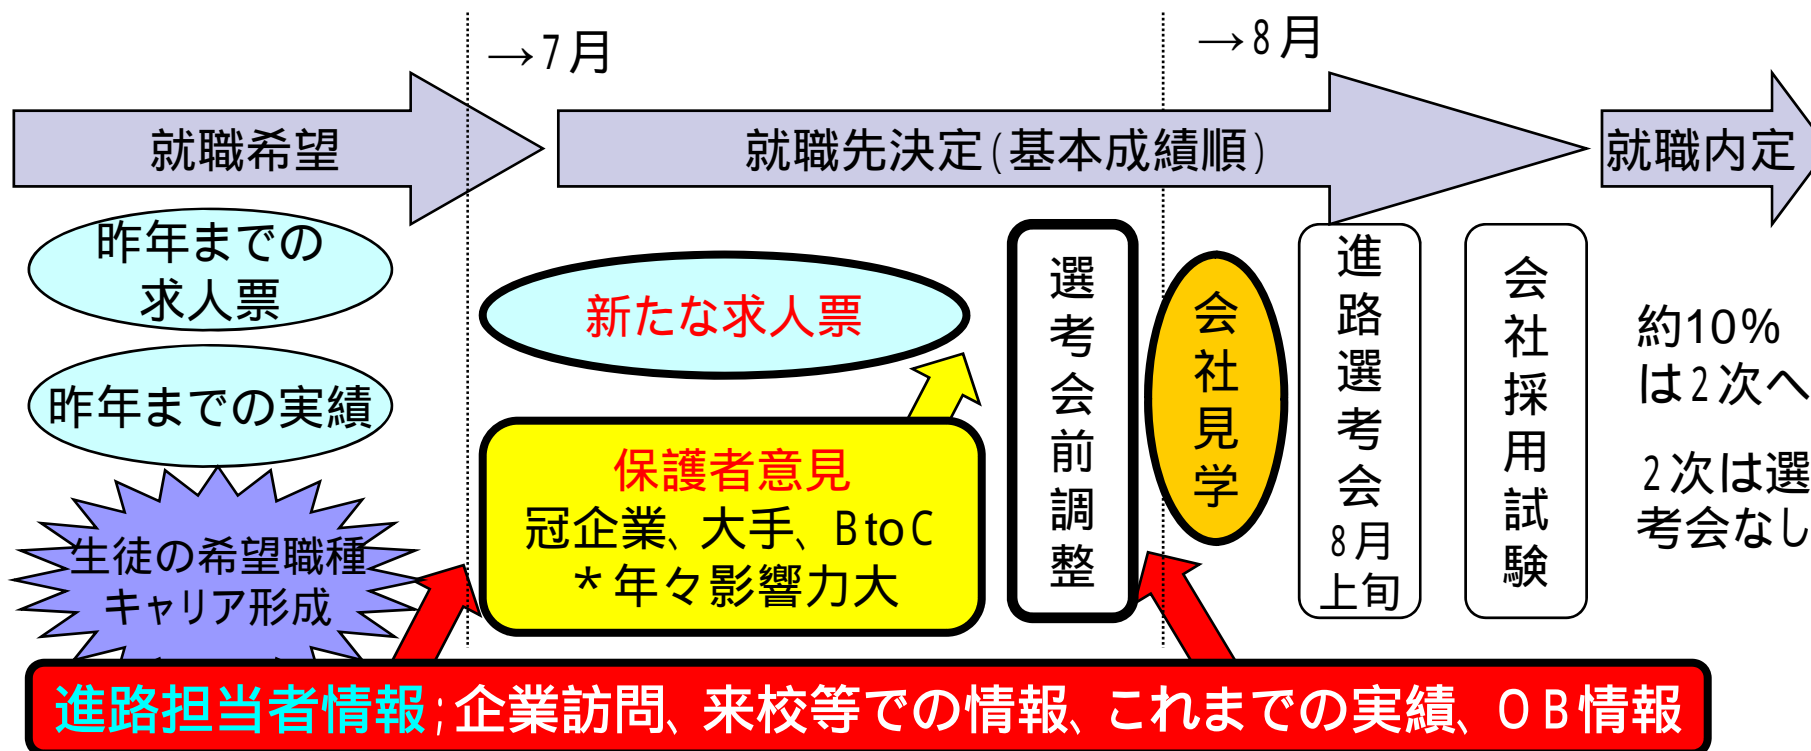 →7月
→8月
就職希望
就職先決定(基本成績順)
就職内定
昨年までの
求人票
昨年までの実績
生徒の希望職種
キャリア形成
新たな求人票
保護者意見
冠企業、大手、BtoC
*年々影響力大
選考会前調整
会社見学
進路選考会
8月
上旬
会社採用試験
約10%
は2次へ
2次は選
考会なし
進路担当者情報;企業訪問、来校等での情報、これまでの実績、OB情報